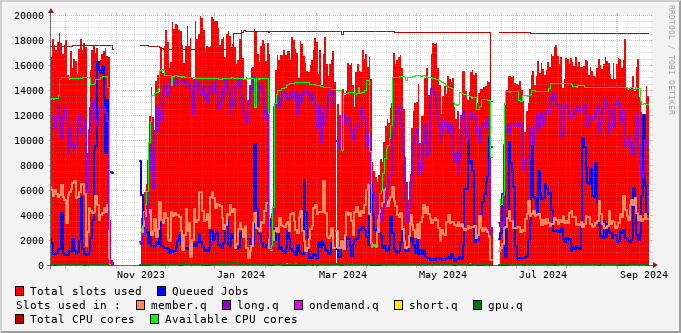 20000
18000
16000
14000
12000
10000
8000
6000
4000
2000
0
Nov 2023 Jan 2024 Mar 2024 May 2024 Jul 2024 Sep 2024
RRDTOOL / TOBI OETIKER
Total slots used Queued Jobs
Slots used in : member.q long.q ondemand.q short.q gpu.q
Total CPU cores Available CPU cores